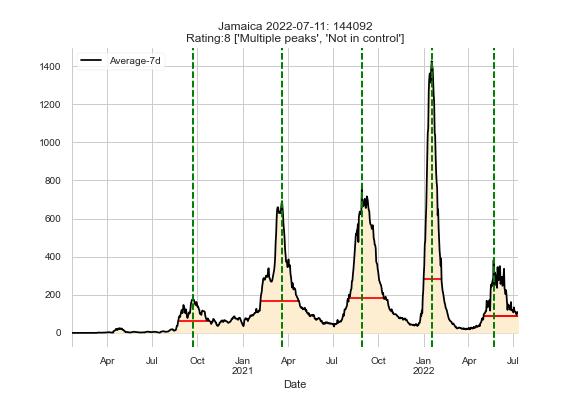 Jamaica 2022-07-11: 144092
Rating:8 ['Multiple peaks', 'Not in control']
Average-7d
1400
1200
1000
800
600
400
200
0
Apr Jul Oct Jan Apr Jul Oct Jan Apr Jul
2021 2022
Date